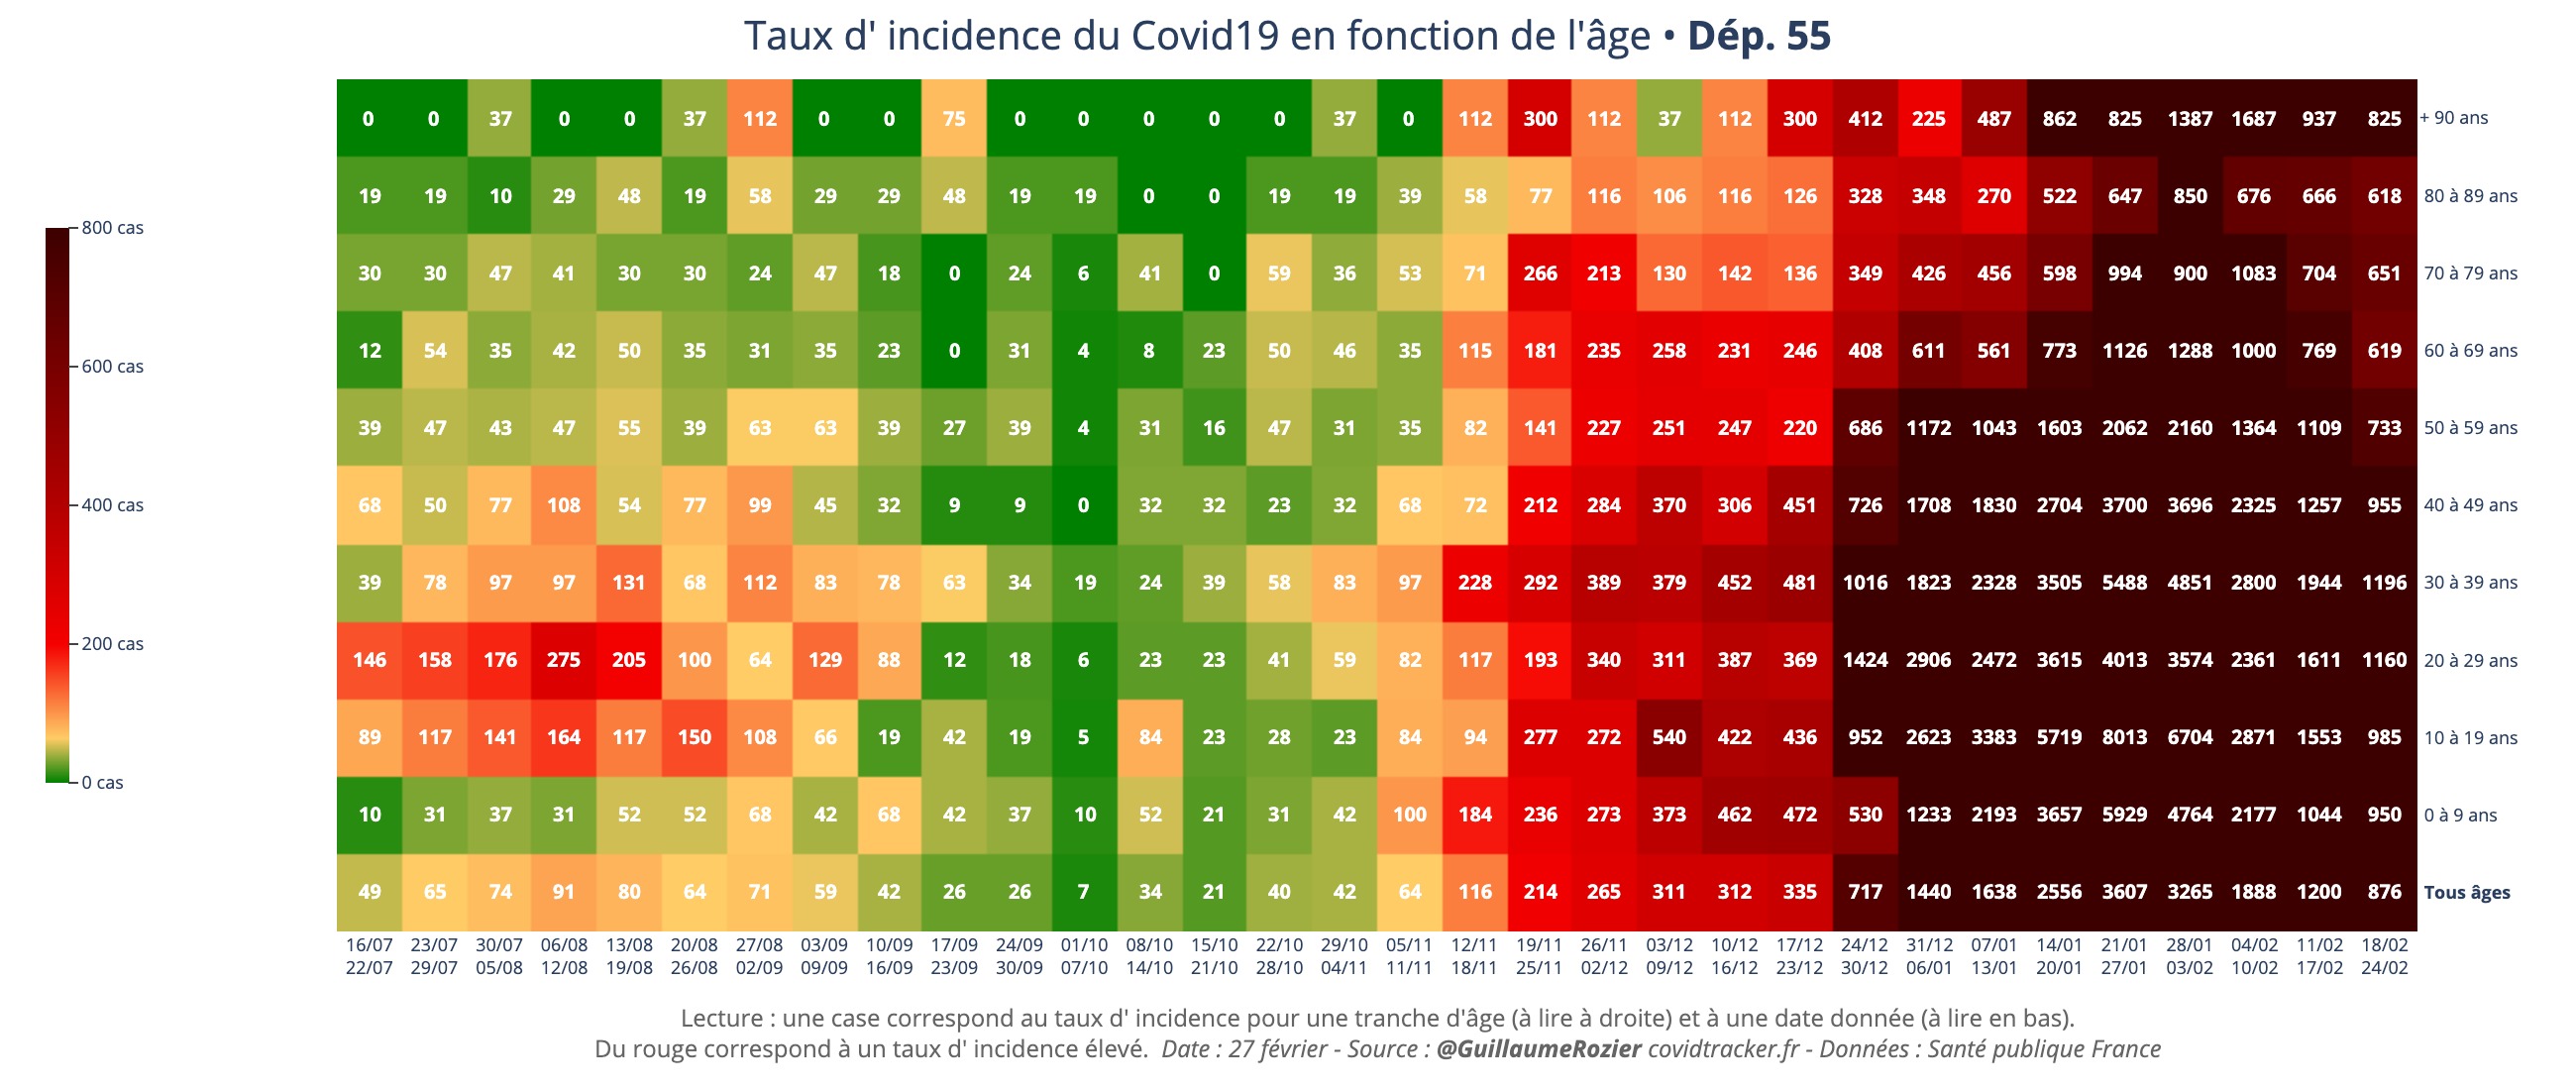 Taux d' incidence du Covid19 en fonction de l'âge • Dép. 55
0 0 37 0 0 37 112 0 0 75 0 0 0 0 0 37 0 112 300 112 37 112 300 412 225 487 862 825 1387 1687 937 825 + 90 ans
19 19 10 29 48 19 58 29 29 48 19 19 0 0 19 19 39 58 77 116 106 116 126 328 348 270 522 647 850 676 666 618 80 à 89 ans
800 cas
30 30 47 41 30 30 24 47 18 0 24 6 41 0 59 36 53 71 266 213 130 142 136 349 426 456 598 994 900 1083 704 651 70 à 79 ans
12 54 35 42 50 35 31 35 23 0 31 4 8 23 50 46 35 115 181 235 258 231 246 408 611 561 773 1126 1288 1000 769 619 60 à 69 ans
600 cas
39 47 43 47 55 39 63 63 39 27 39 4 31 16 47 31 35 82 141 227 251 247 220 686 1172 1043 1603 2062 2160 1364 1109 733 50 à 59 ans
400 cas
68 50 77 108 54 77 99 45 32 9 9 0 32 32 23 32 68 72 212 284 370 306 451 726 1708 1830 2704 3700 3696 2325 1257 955 40 à 49 ans
39 78 97 97 131 68 112 83 78 63 34 19 24 39 58 83 97 228 292 389 379 452 481 1016 1823 2328 3505 5488 4851 2800 1944 1196 30 à 39 ans
200 cas
146 158 176 275 205 100 64 129 88 12 18 6 23 23 41 59 82 117 193 340 311 387 369 1424 2906 2472 3615 4013 3574 2361 1611 1160 20 à 29 ans
89 117 141 164 117 150 108 66 19 42 19 5 84 23 28 23 84 94 277 272 540 422 436 952 2623 3383 5719 8013 6704 2871 1553 985 10 à 19 ans
0 cas
10 31 37 31 52 52 68 42 68 42 37 10 52 21 31 42 100 184 236 273 373 462 472 530 1233 2193 3657 5929 4764 2177 1044 950 0 à 9 ans
49 65 74 91 80 64 71 59 42 26 26 7 34 21 40 42 64 116 214 265 311 312 335 717 1440 1638 2556 3607 3265 1888 1200 876 Tous âges
16/07 23/07 30/07 06/08 13/08 20/08 27/08 03/09 10/09 17/09 24/09 01/10 08/10 15/10 22/10 29/10 05/11 12/11 19/11 26/11 03/12 10/12 17/12 24/12 31/12 07/01 14/01 21/01 28/01 04/02 11/02 18/02
22/07 29/07 05/08 12/08 19/08 26/08 02/09 09/09 16/09 23/09 30/09 07/10 14/10 21/10 28/10 04/11 11/11 18/11 25/11 02/12 09/12 16/12 23/12 30/12 06/01 13/01 20/01 27/01 03/02 10/02 17/02 24/02
Lecture : une case correspond au taux d' incidence pour une tranche d'âge (à lire à droite) et à une date donnée (à lire en bas).
Du rouge correspond à un taux d' incidence élevé. Date : 27 février - Source : @GuillaumeRozier covidtracker.fr - Données : Santé publique France